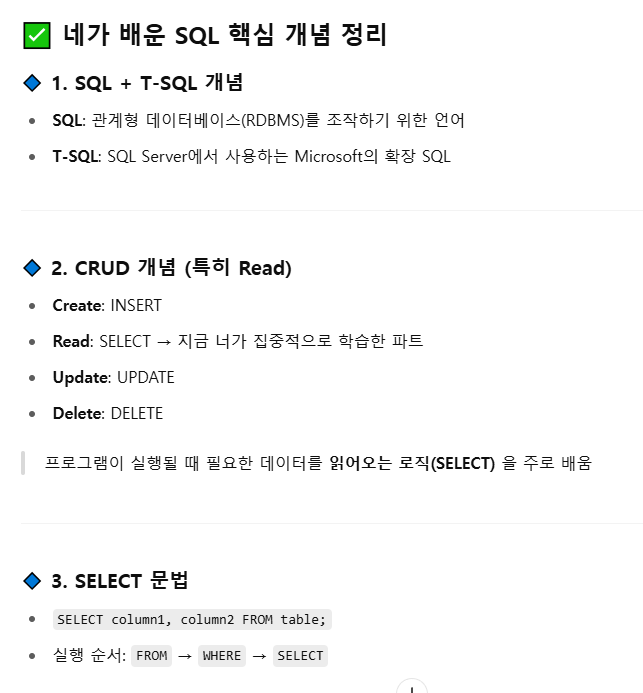 ✅ 네가 배운 SQL 핵심 개념 정리
🔷 1. SQL + T-SQL 개념
• SQL: 관계형 데이터베이스(RDBMS)를 조작하기 위한 언어
• T-SQL: SQL Server에서 사용하는 Microsoft의 확장 SQL
🔷 2. CRUD 개념 (특히 Read)
• Create: INSERT
• Read: SELECT → 지금 너가 집중적으로 학습한 파트
• Update: UPDATE
• Delete: DELETE
프로그램이 실행될 때 필요한 데이터를 읽어오는 로직(SELECT) 을 주로 배움
🔷 3. SELECT 문법
• SELECT column1, column2 FROM table;
• 실행 순서: FROM → WHERE → SELECT